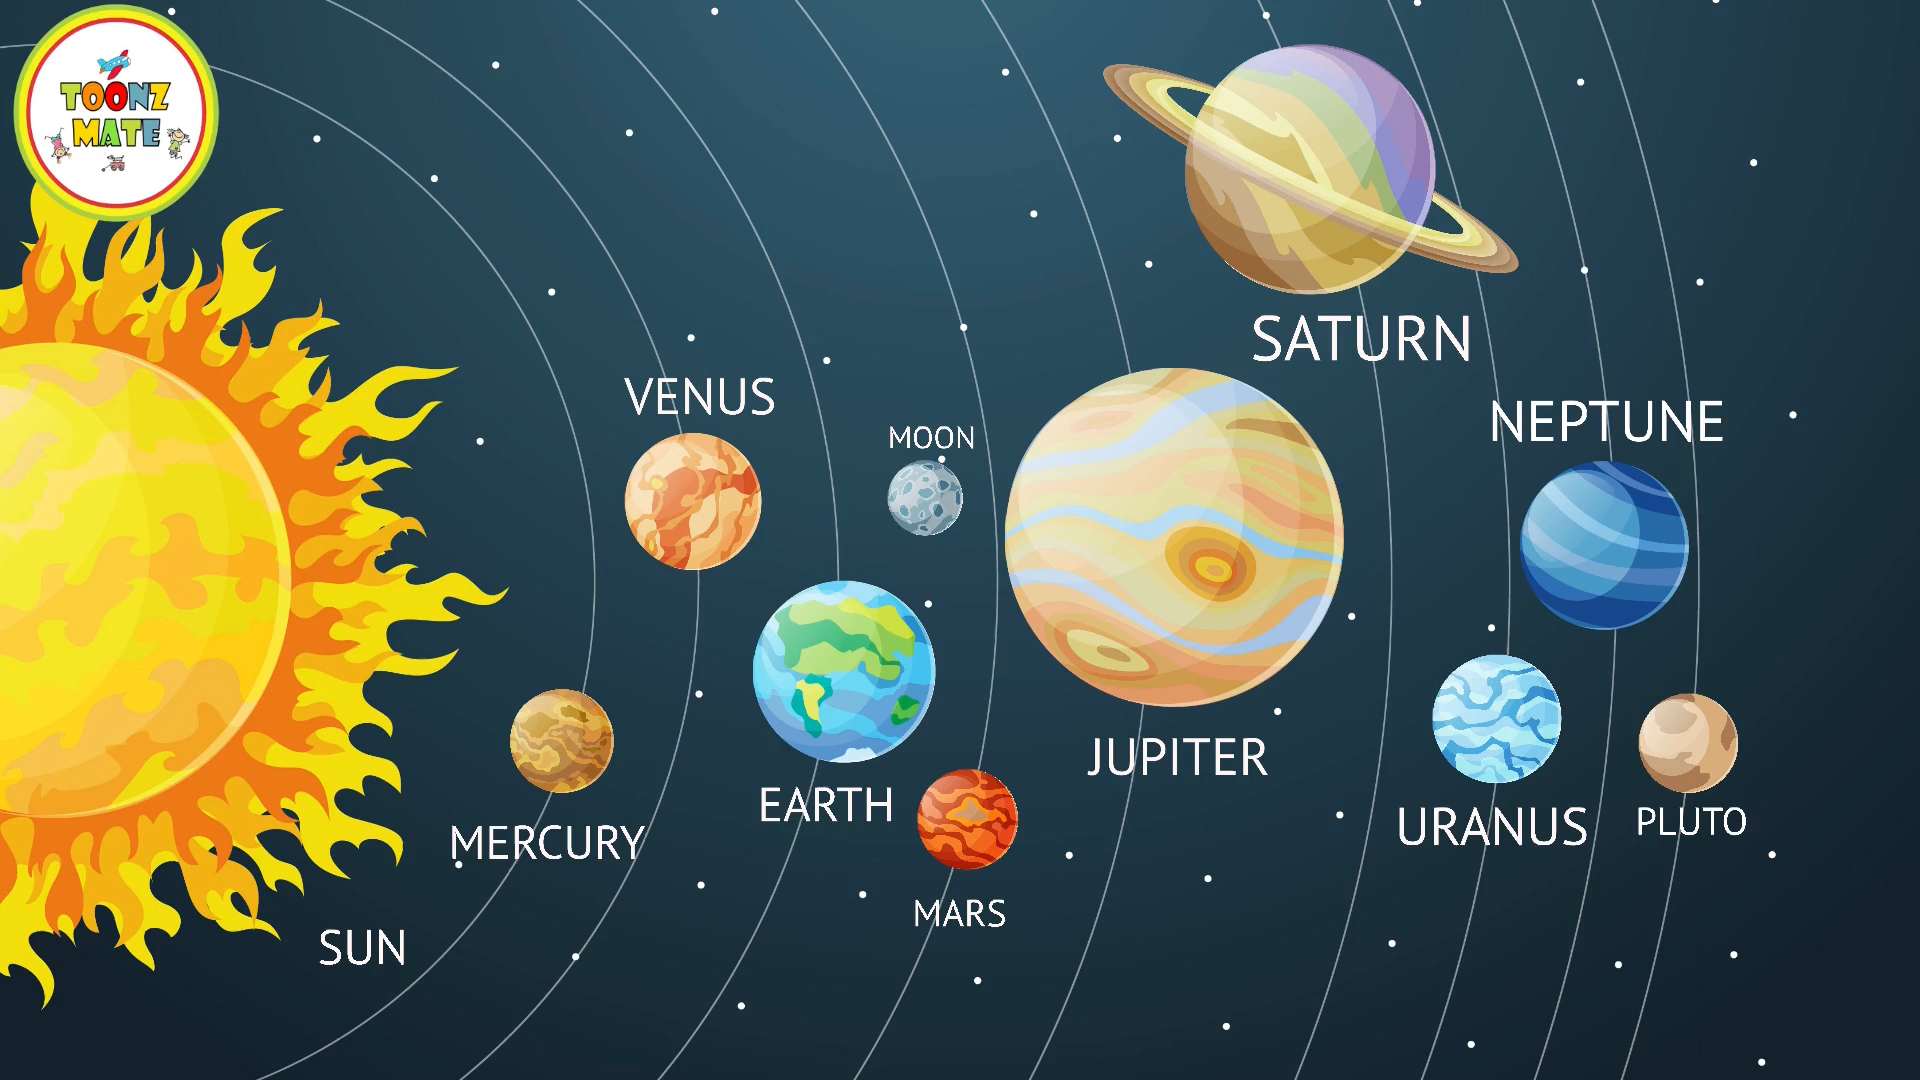 TOONZ
MATE
SATURN
VENUS
NEPTUNE
MOON
JUPITER
EARTH
URANUS
PLUTO
MERCURY
MARS
SUN